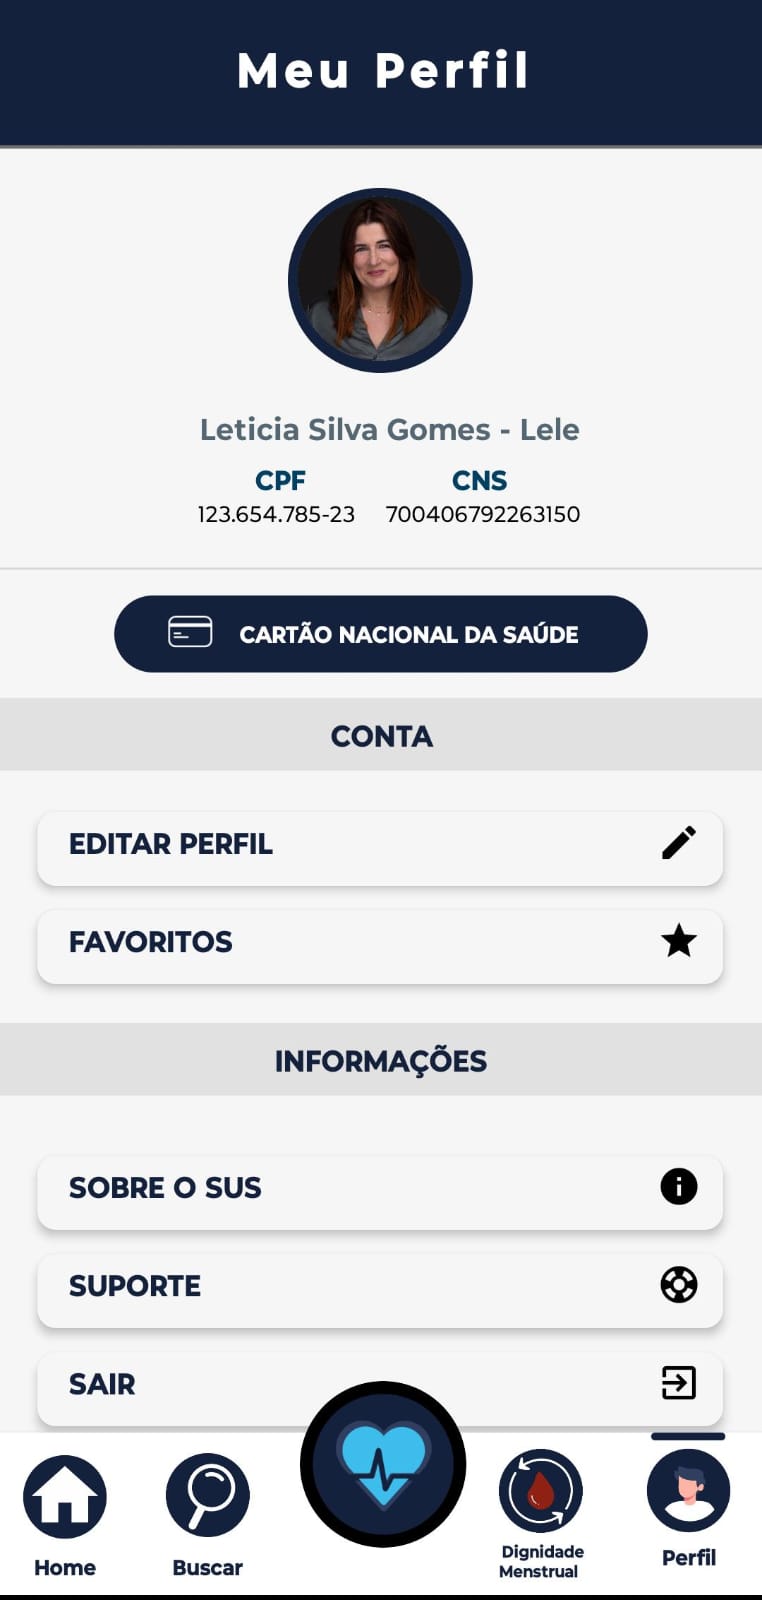 Meu Perfil
Leticia Silva Gomes - Lele
CPF CNS
123.654.785-23 700406792263150
CARTÃO NACIONAL DA SAÚDE
CONTA
EDITAR PERFIL
FAVORITOS
INFORMAÇÕES
SOBRE O SUS
SUPORTE
SAIR
Home
Buscar
Dignidade
Menstrual
Perfil